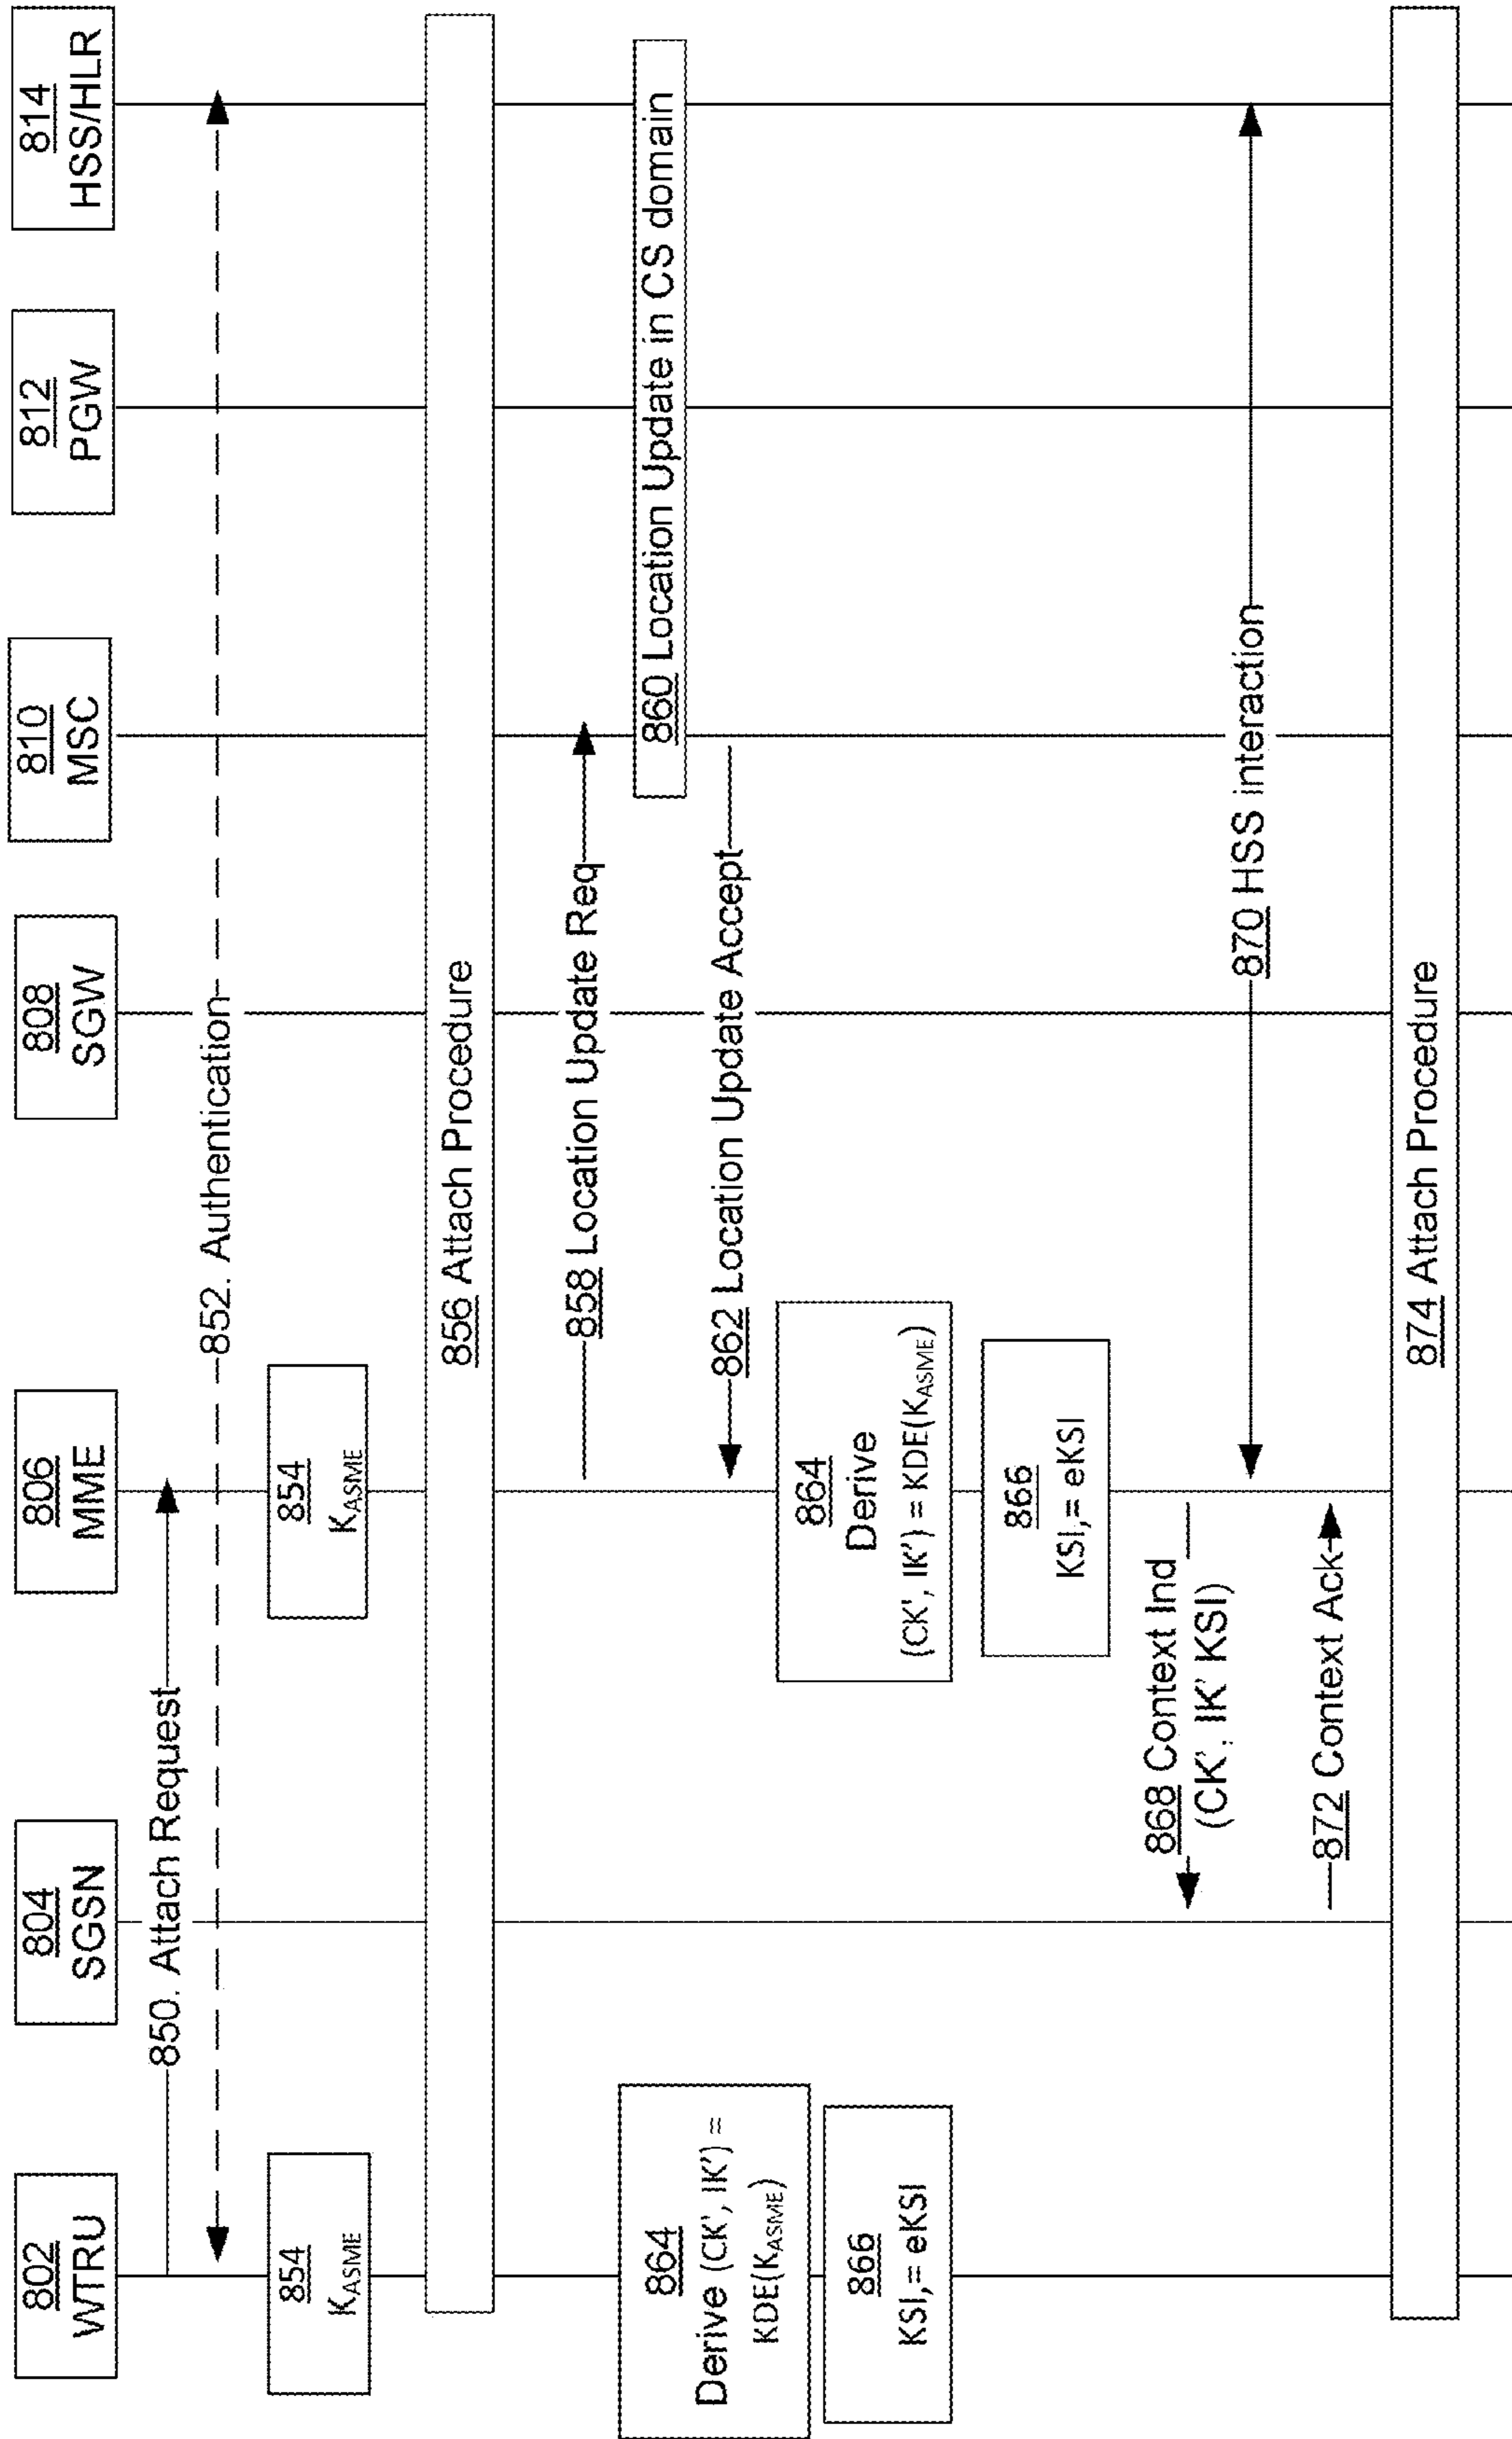 802
WTRU
804
SGSN
806
MME
808
SGW
810
MSC
812
PGW
814
HSS/HLR
850. Attach Request
852. Authentication
854
KASME
854
KASME
856 Attach Procedure
858 Location Update Req
860 Location Update in CS domain
862 Location Update Accept
864
Derive (CK', IK') =
KDE(KASME)
866
KSI,= eKSI
864
Derive
(CK', IK') = KDE(KASME)
866
KSI,= eKSI
868 Context Ind
(CK', IK' KSI)
870 HSS interaction
872 Context Ack
874 Attach Procedure